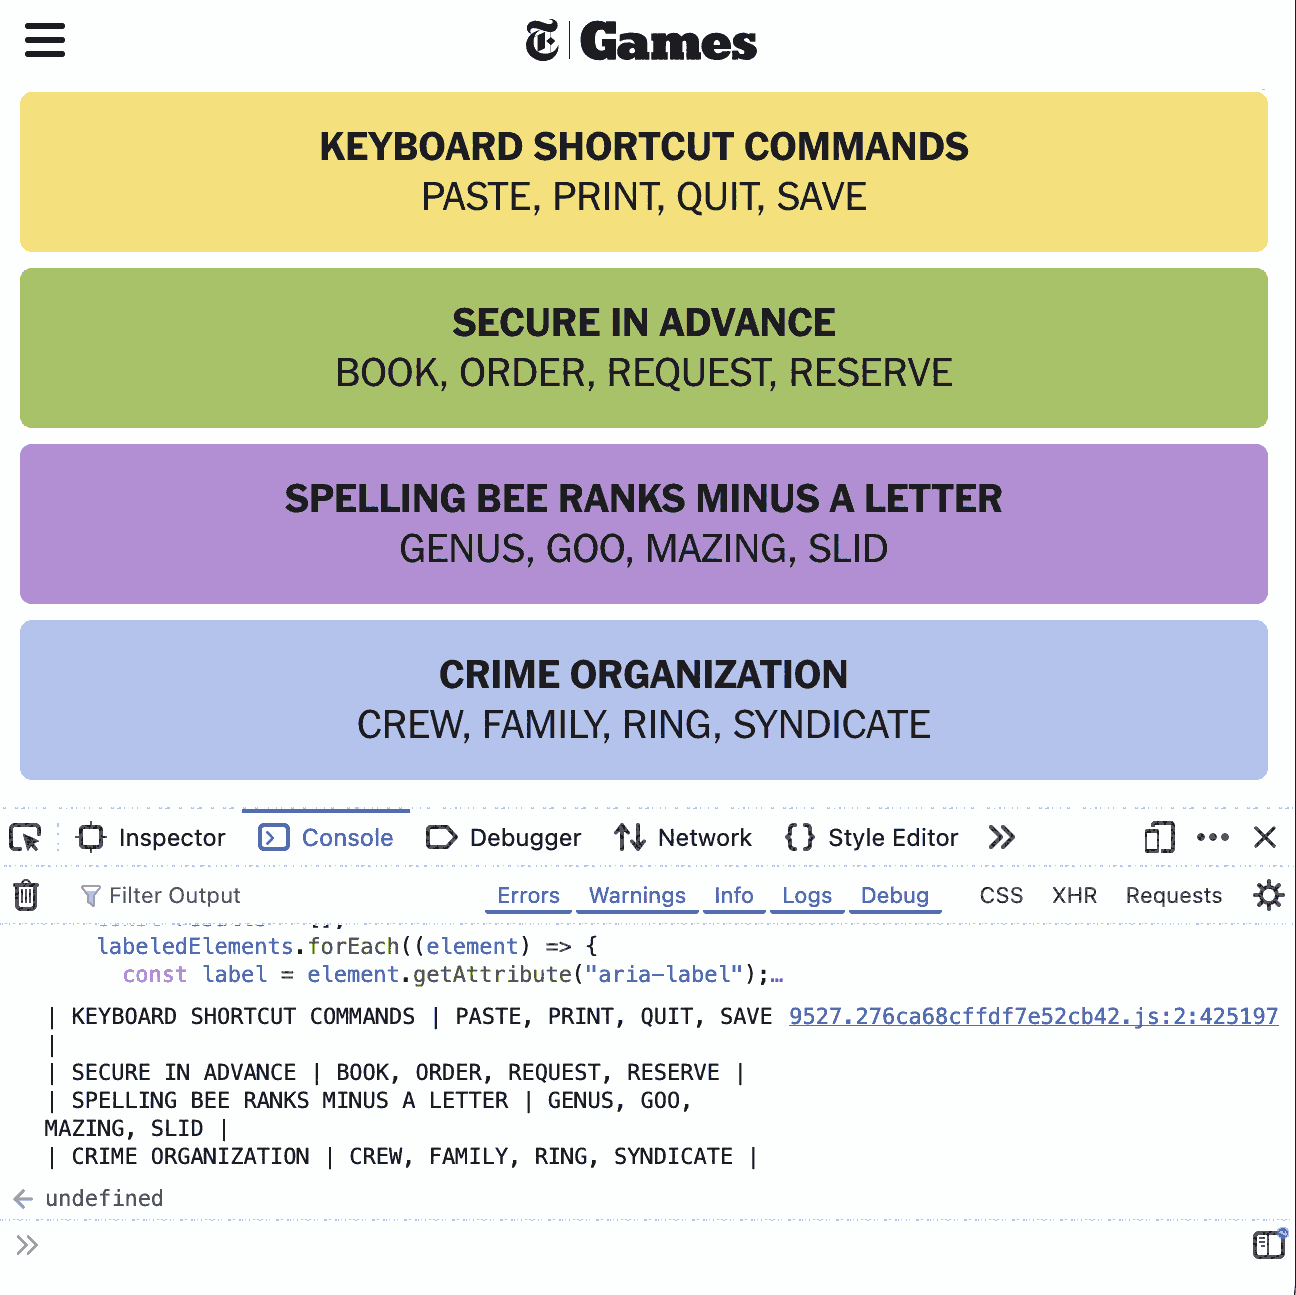 T Games
KEYBOARD SHORTCUT COMMANDS
PASTE, PRINT, QUIT, SAVE
SECURE IN ADVANCE
BOOK, ORDER, REQUEST, RESERVE
SPELLING BEE RANKS MINUS A LETTER
GENUS, GOO, MAZING, SLID
CRIME ORGANIZATION
CREW, FAMILY, RING, SYNDICATE
Inspector Console Debugger Network {} Style Editor
Filter Output Errors Warnings Info Logs Debug CSS XHR Requests
labeledElements.forEach((element) => {
const label = element.getAttribute("aria-label");…
| KEYBOARD SHORTCUT COMMANDS | PASTE, PRINT, QUIT, SAVE 9527.276ca68cffdf7e52cb42.js:2:425197
|
| SECURE IN ADVANCE | BOOK, ORDER, REQUEST, RESERVE |
| SPELLING BEE RANKS MINUS A LETTER | GENUS, GOO,
MAZING, SLID |
| CRIME ORGANIZATION | CREW, FAMILY, RING, SYNDICATE |
undefined